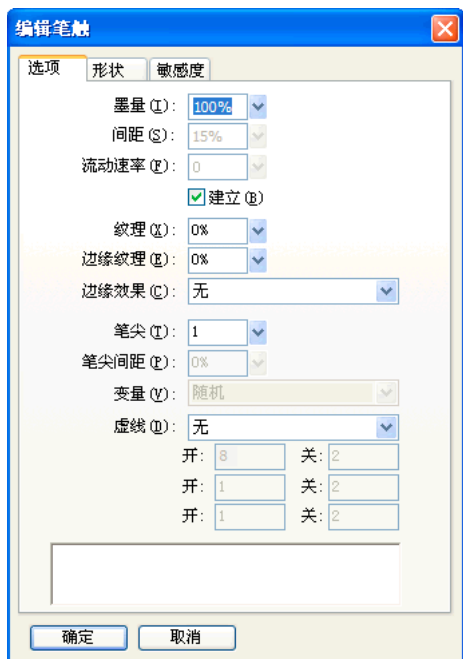 编辑笔触
选项 形状 敏感度
墨量(I): 100%
间距(S): 15%
流动速率(F): 0
建立(B)
纹理(X): 0%
边缘纹理(E): 0%
边缘效果(C): 无
笔尖(T): 1
笔尖间距(P): 0%
变量(V): 随机
虚线(D): 无
开: 8 关: 2
开: 1 关: 2
开: 1 关: 2
确定 取消